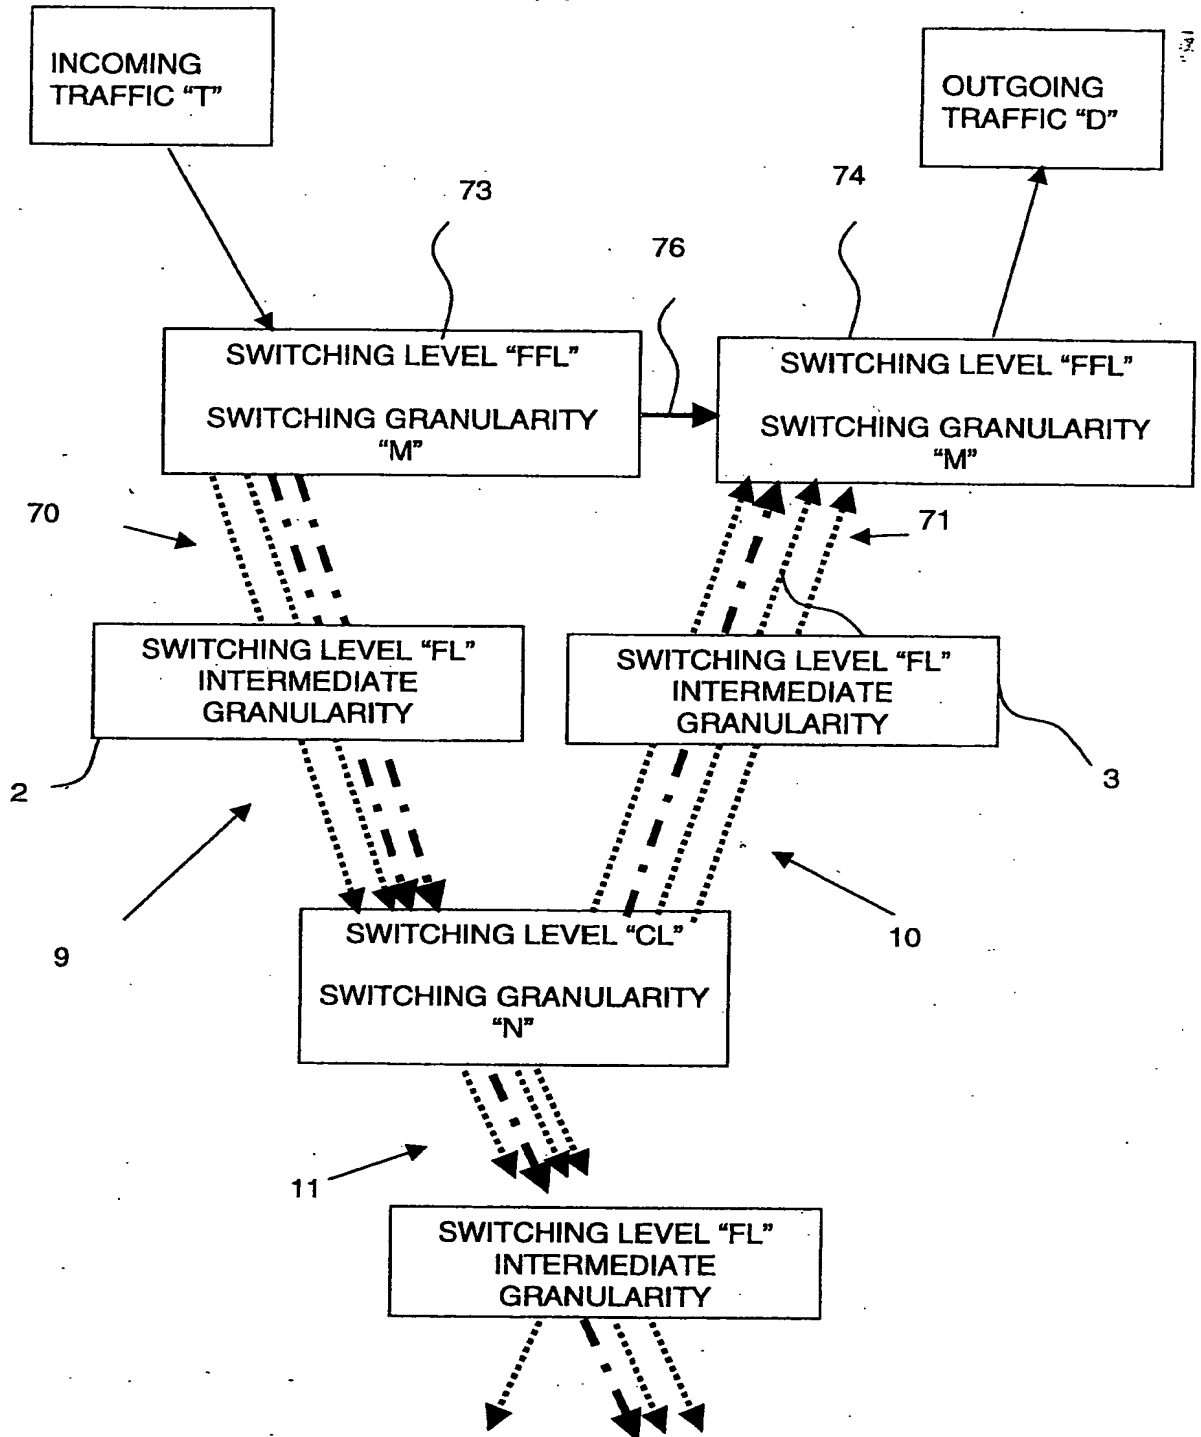 INCOMING
TRAFFIC “T”
OUTGOING
TRAFFIC “D”
73
74
76
SWITCHING LEVEL “FFL”
SWITCHING GRANULARITY
“M”
SWITCHING LEVEL “FFL”
SWITCHING GRANULARITY
“M”
70
71
SWITCHING LEVEL “FL”
INTERMEDIATE
GRANULARITY
SWITCHING LEVEL “FL”
INTERMEDIATE
GRANULARITY
2
3
9
10
SWITCHING LEVEL “CL”
SWITCHING GRANULARITY
“N”
11
SWITCHING LEVEL “FL”
INTERMEDIATE
GRANULARITY